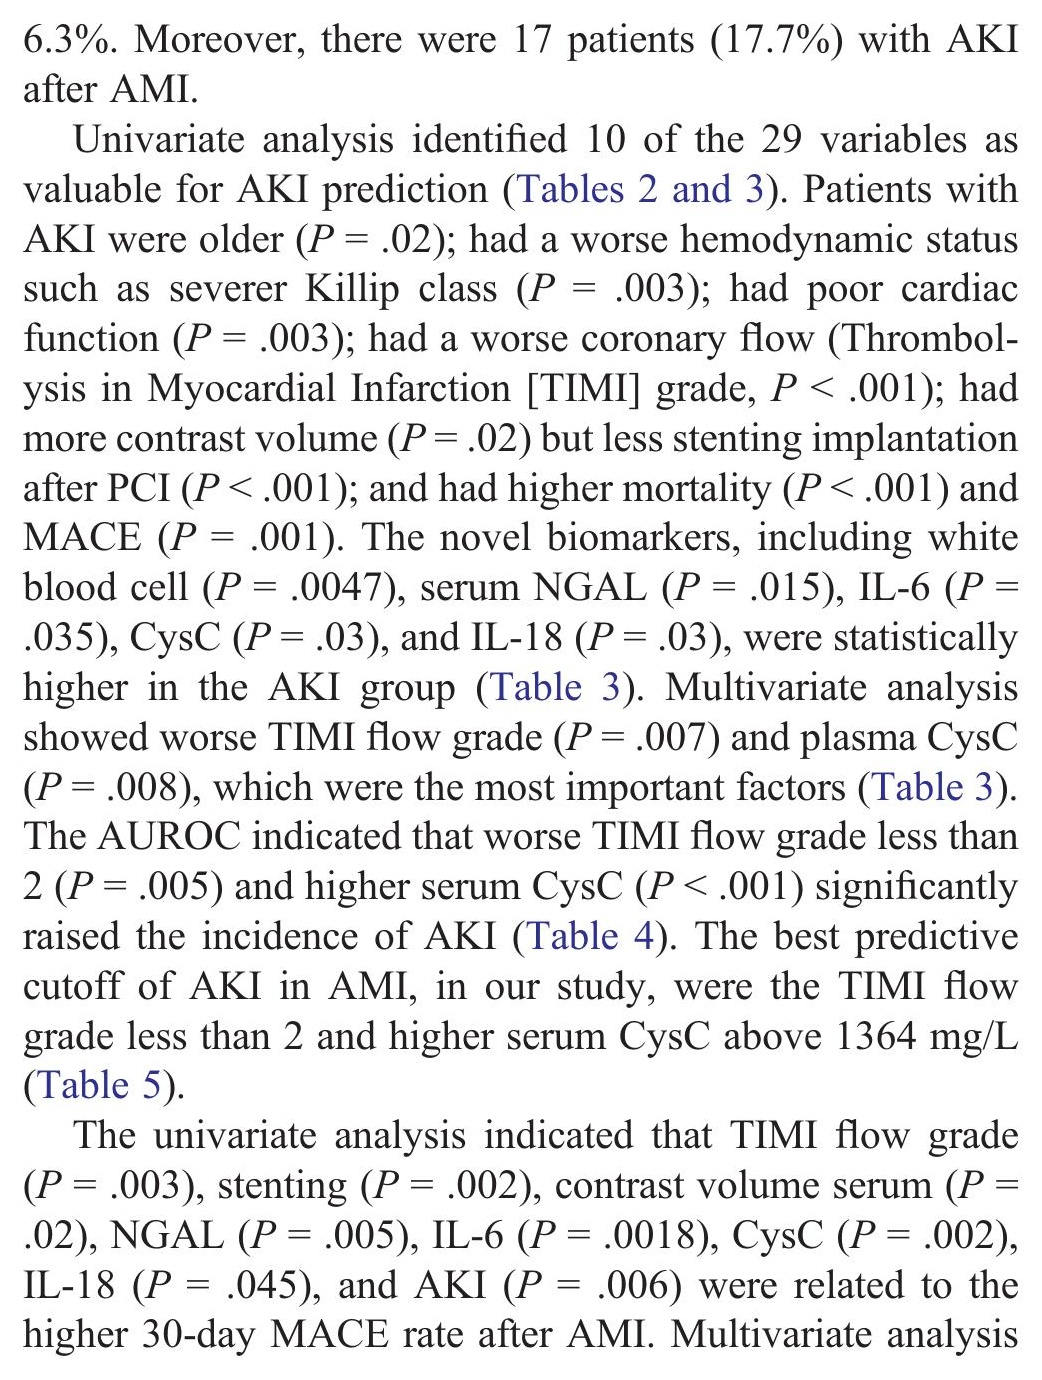 6.3%. Moreover, there were 17 patients (17.7%) with AKI
after AMI.
Univariate analysis identified 10 of the 29 variables as
valuable for AKI prediction (Tables 2 and 3). Patients with
AKI were older (P = .02); had a worse hemodynamic status
such as severer Killip class (P = .003); had poor cardiac
function (P = .003); had a worse coronary flow (Thrombol-
ysis in Myocardial Infarction [TIMI] grade, P < .001); had
more contrast volume (P = .02) but less stenting implantation
after PCI (P < .001); and had higher mortality (P < .001) and
MACE (P = .001). The novel biomarkers, including white
blood cell (P = .0047), serum NGAL (P = .015), IL-6 (P =
.035), CysC (P = .03), and IL-18 (P = .03), were statistically
higher in the AKI group (Table 3). Multivariate analysis
showed worse TIMI flow grade (P = .007) and plasma CysC
(P = .008), which were the most important factors (Table 3).
The AUROC indicated that worse TIMI flow grade less than
2 (P = .005) and higher serum CysC (P < .001) significantly
raised the incidence of AKI (Table 4). The best predictive
cutoff of AKI in AMI, in our study, were the TIMI flow
grade less than 2 and higher serum CysC above 1364 mg/L
(Table 5).
The univariate analysis indicated that TIMI flow grade
(P = .003), stenting (P = .002), contrast volume serum (P =
.02), NGAL (P = .005), IL-6 (P = .0018), CysC (P = .002),
IL-18 (P = .045), and AKI (P = .006) were related to the
higher 30-day MACE rate after AMI. Multivariate analysis